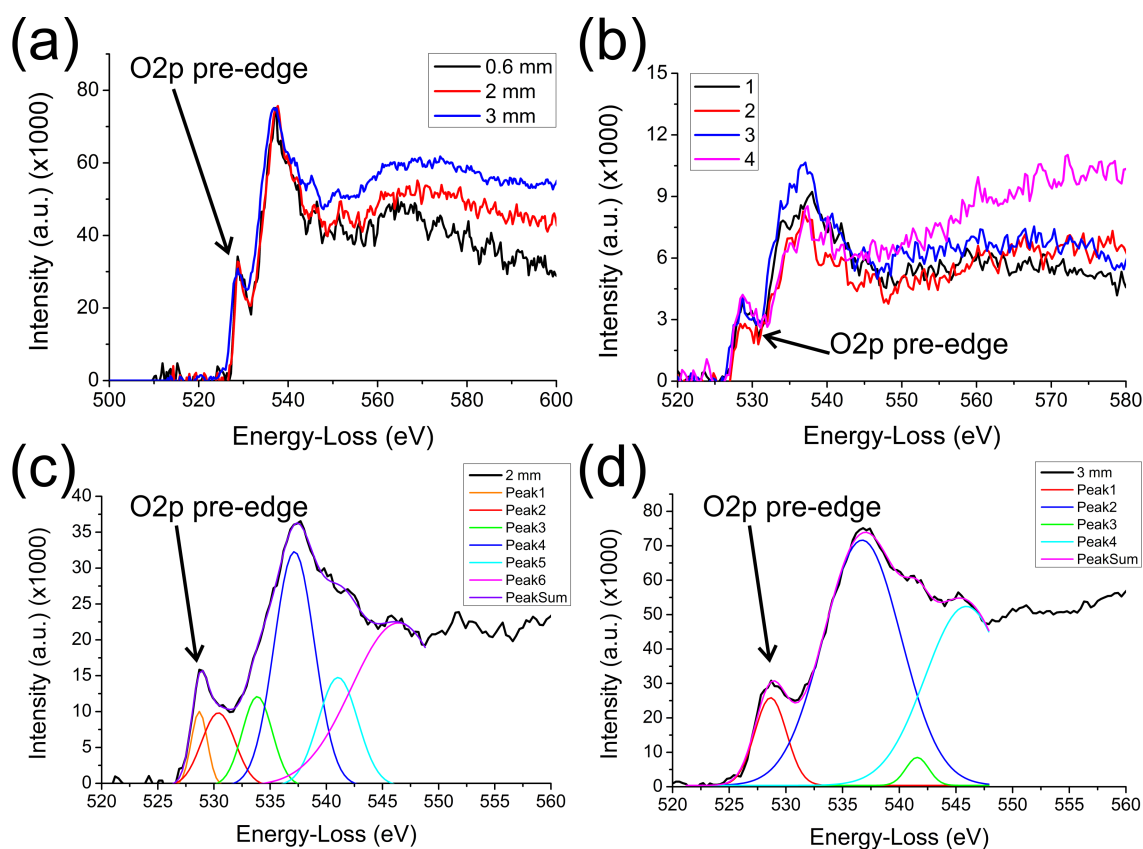 (a)
O2p pre-edge
0.6 mm
2 mm
3 mm
Intensity (a.u.) (x1000)
80
60
40
20
0
500 520 540 560 580 600
Energy-Loss (eV)
(b)
1
2
3
4
Intensity (a.u.) (x1000)
15
12
9
6
3
0
O2p pre-edge
520 530 540 550 560 570 580
Energy-Loss (eV)
(c)
O2p pre-edge
2 mm
Peak1
Peak2
Peak3
Peak4
Peak5
Peak6
PeakSum
Intensity (a.u.) (x1000)
40
35
30
25
20
15
10
5
0
520 525 530 535 540 545 550 555 560
Energy-Loss (eV)
(d)
O2p pre-edge
3 mm
Peak1
Peak2
Peak3
Peak4
PeakSum
Intensity (a.u.) (x1000)
80
70
60
50
40
30
20
10
0
520 525 530 535 540 545 550 555 560
Energy-Loss (eV)